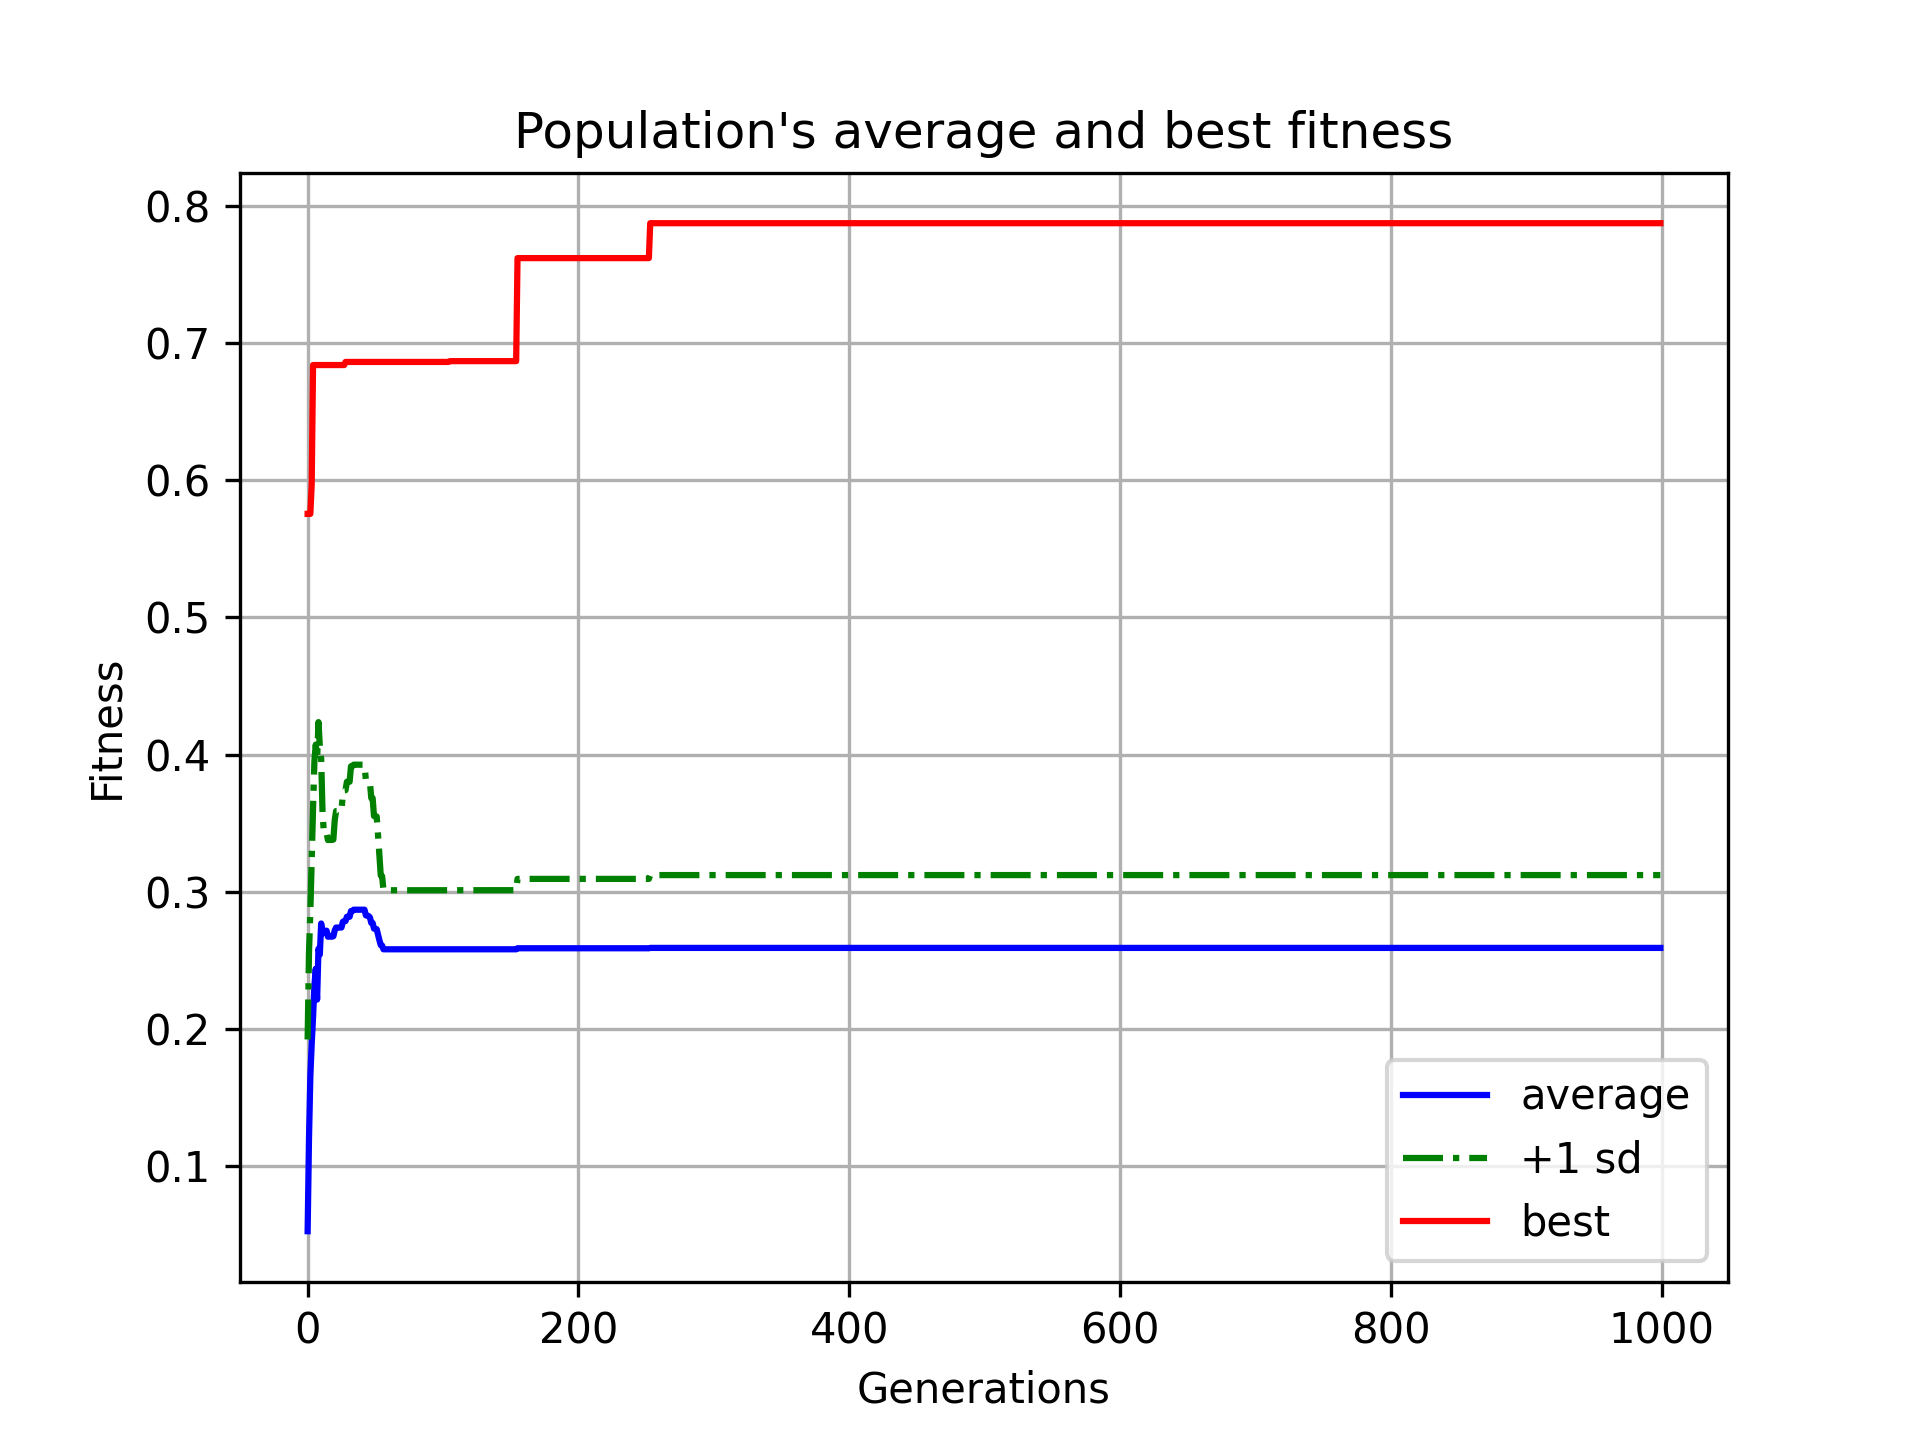 Population's average and best fitness
0.8
0.7
0.6
0.5
0.4
0.3
0.2
0.1
Fitness
average
+1 sd
best
0 200 400 600 800 1000
Generations